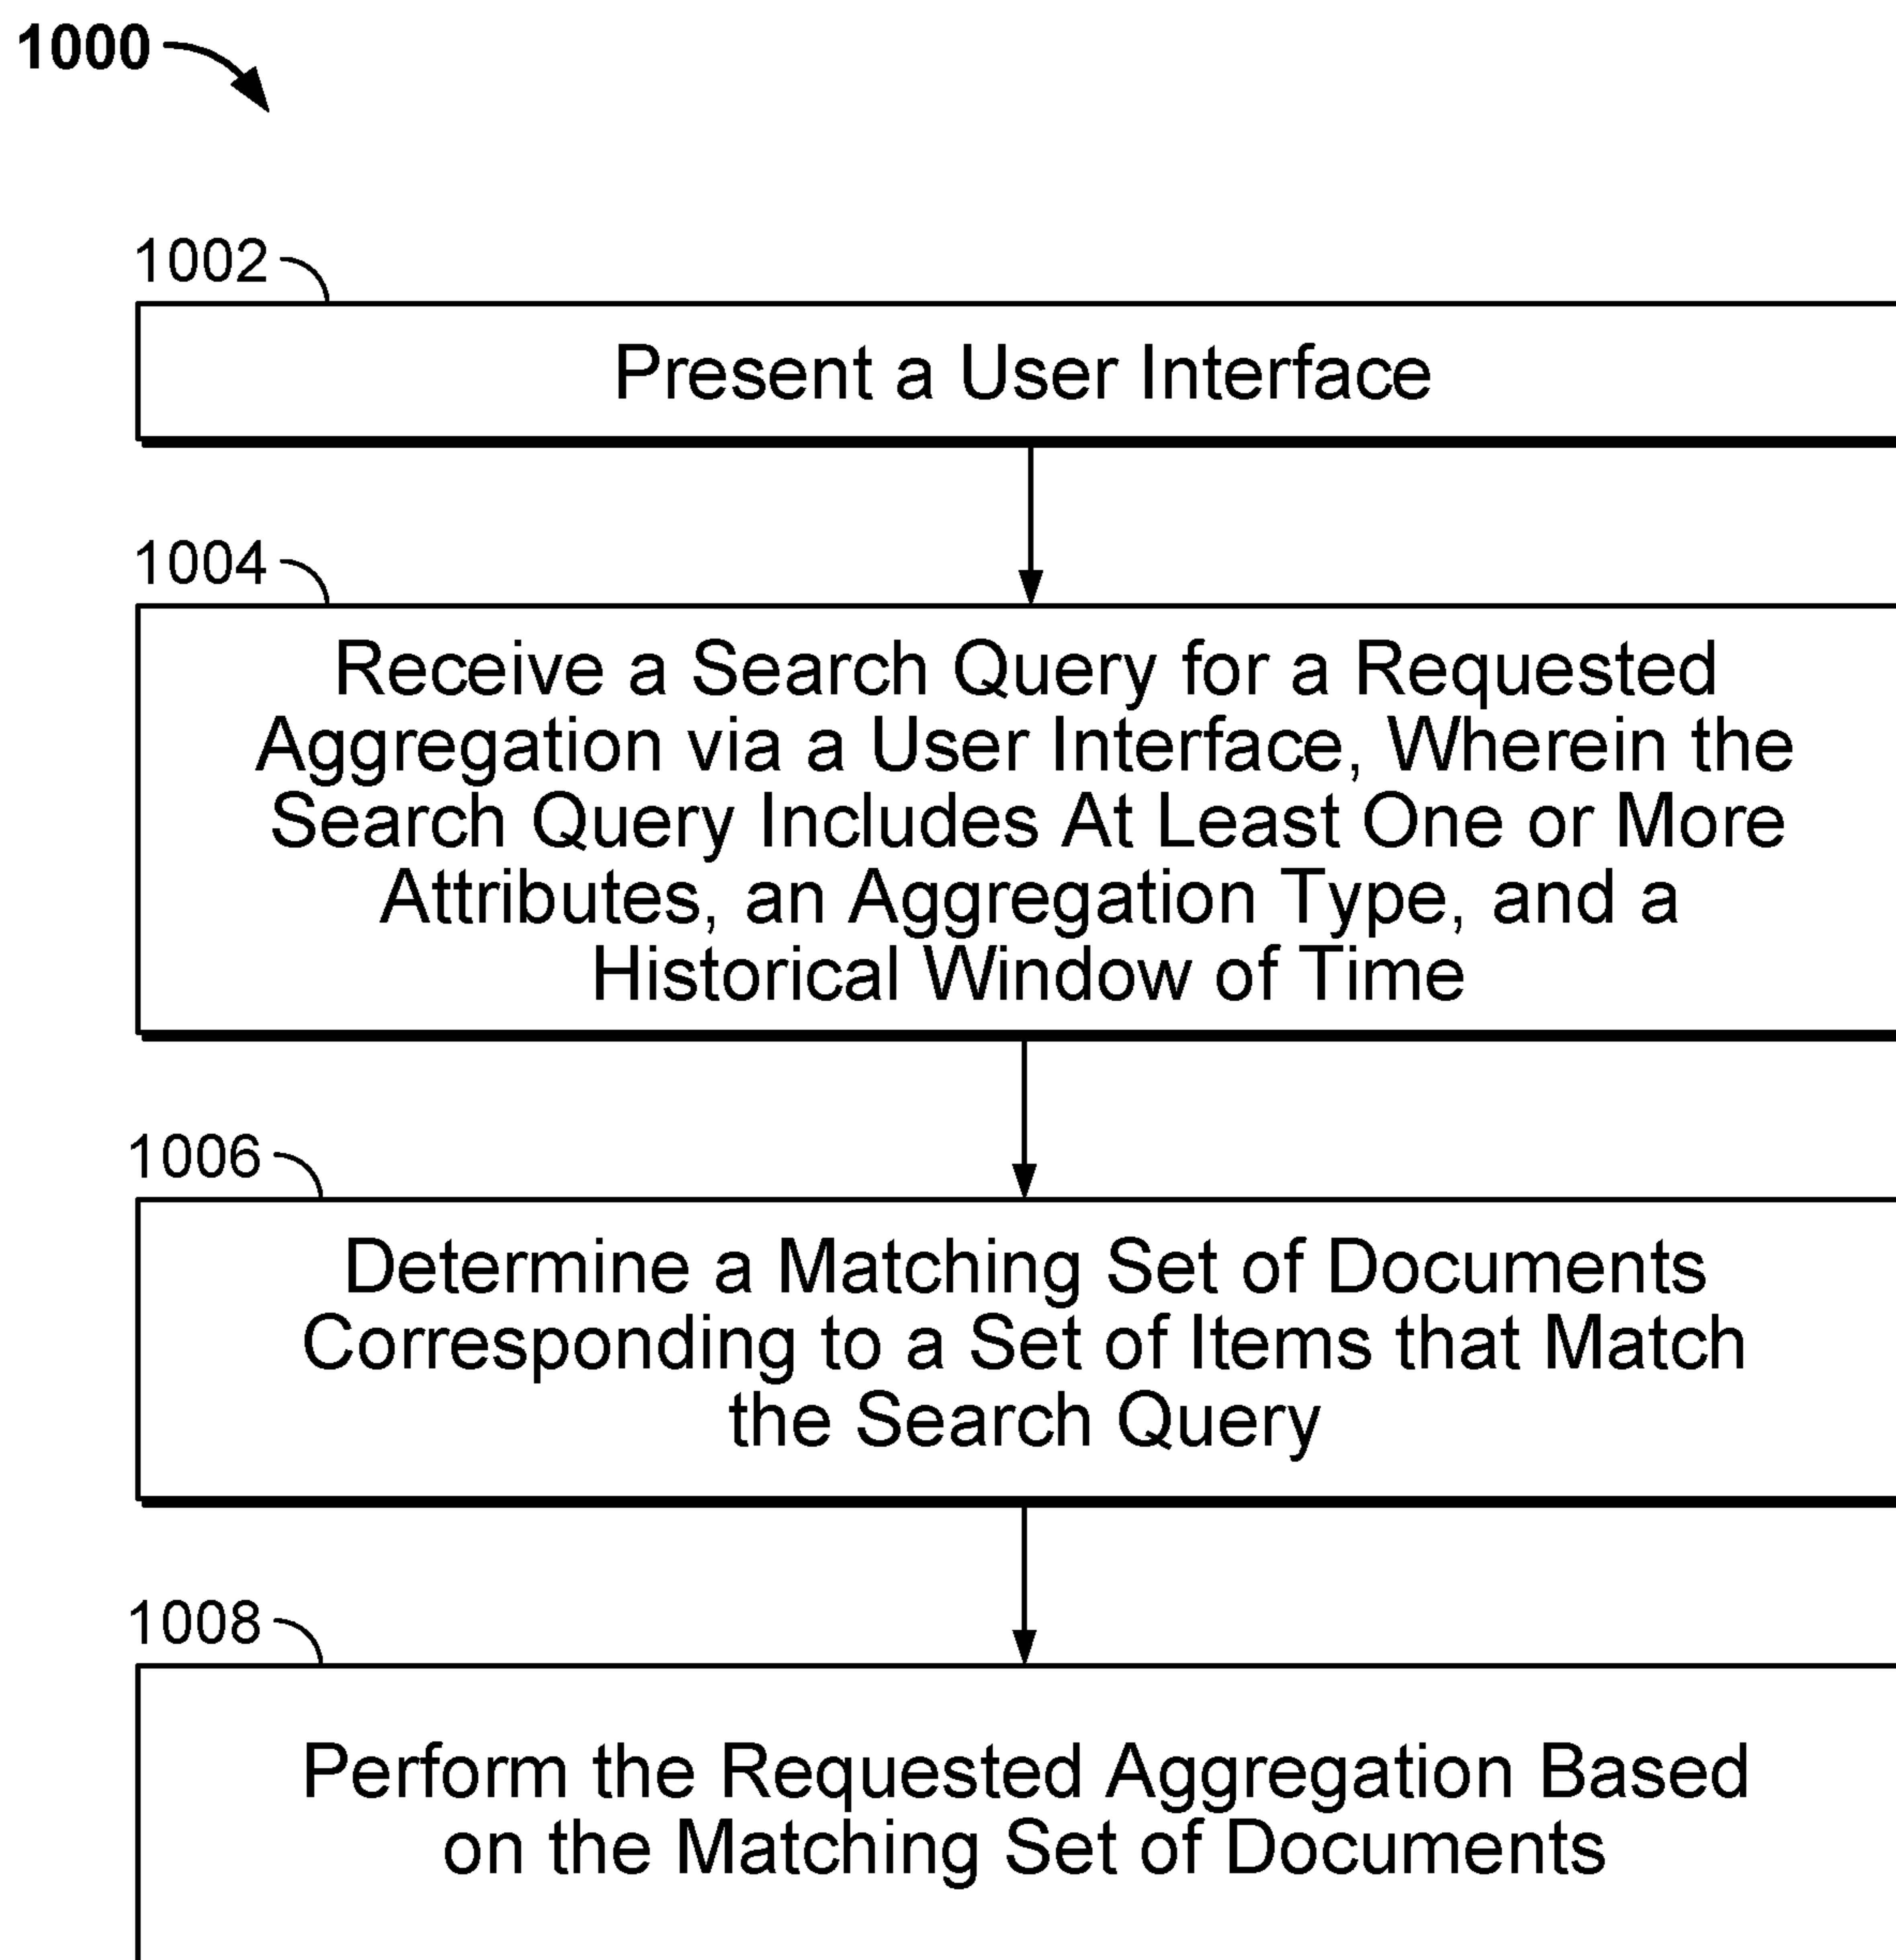 1000
1002
Present a User Interface
1004
Receive a Search Query for a Requested
Aggregation via a User Interface, Wherein the
Search Query Includes At Least One or More
Attributes, an Aggregation Type, and a
Historical Window of Time
1006
Determine a Matching Set of Documents
Corresponding to a Set of Items that Match
the Search Query
1008
Perform the Requested Aggregation Based
on the Matching Set of Documents